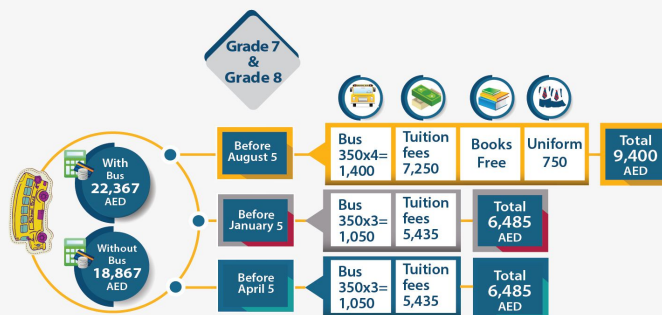 Grade 7
&
Grade 8
With
Bus
22,367
AED
Without
Bus
18,867
AED
Before
August 5
Bus
350x4=
1,400
Tuition
fees
7,250
Books
Free
Uniform
750
Total
9,400
AED
Before
January 5
Bus
350x3=
1,050
Tuition
fees
5,435
Total
6,485
AED
Before
April 5
Bus
350x3=
1,050
Tuition
fees
5,435
Total
6,485
AED